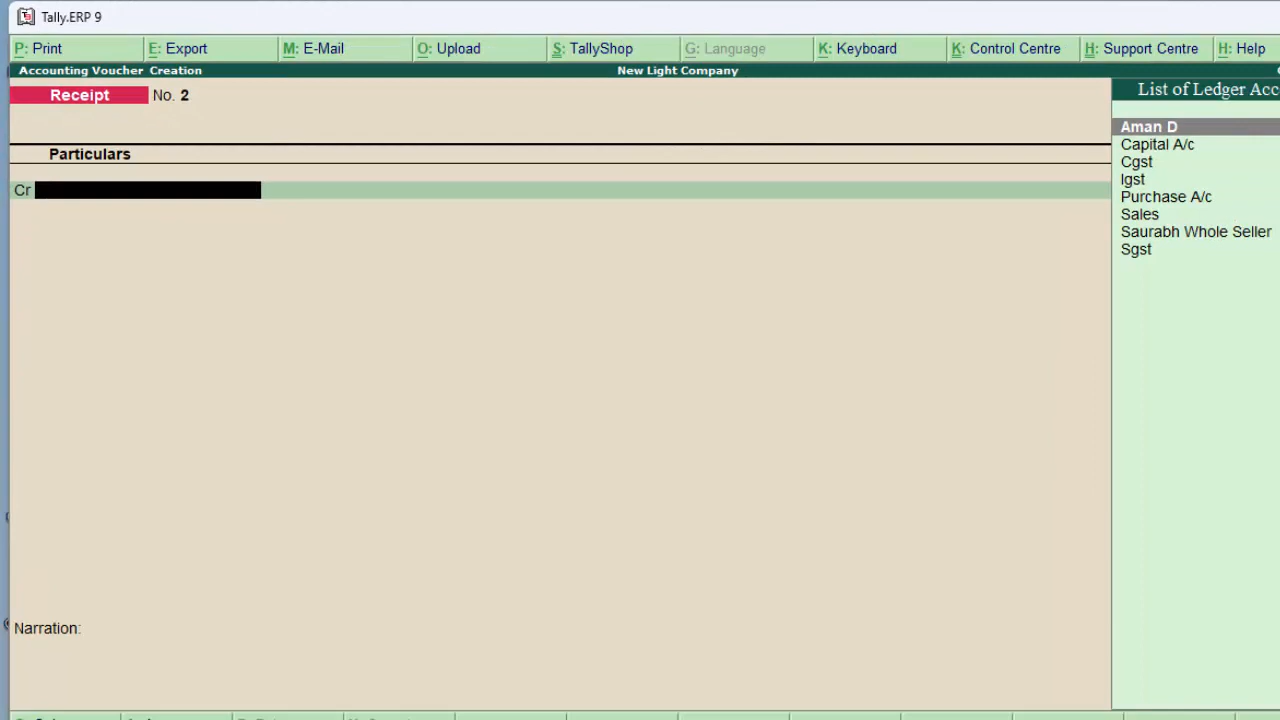 Tally.ERP 9
P: Print E: Export M: E-Mail O: Upload S: TallyShop G: Language K: Keyboard K: Control Centre H: Support Centre H: Help
Accounting Voucher Creation New Light Company
Receipt No. 2
List of Ledger Acc
Particulars
Cr
Aman D
Capital A/c
Cgst
Igst
Purchase A/c
Sales
Saurabh Whole Seller
Sgst
Narration: